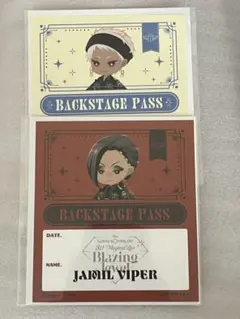 BACKSTAGE PASS
BACKSTAGE PASS
DATE.
Blazing
Jewel
NAME.
JAMIL VIPER